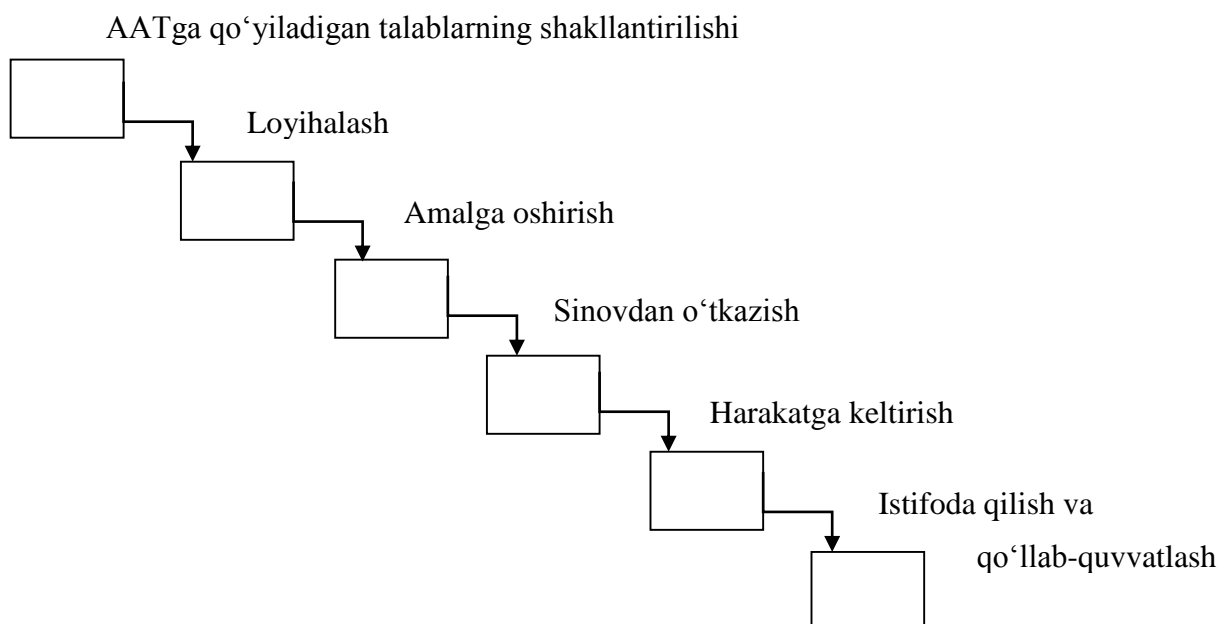 AATga qo‘yiladigan talablarning shakllantirilishi
Loyihalash
Amalga oshirish
Sinovdan o‘tkazish
Harakatga keltirish
Istifoda qilish va
qo‘llab-quvvatlash